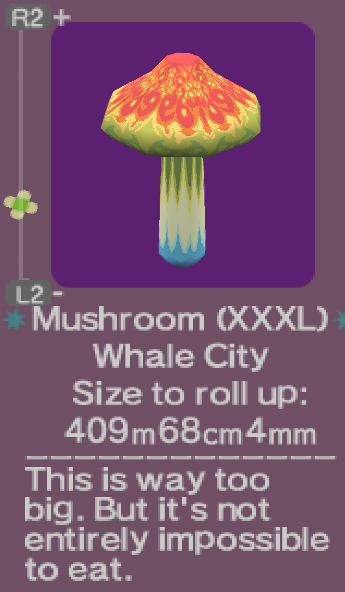 R2 +
L2 -
Mushroom (XXXL)
Whale City
Size to roll up:
409m68cm4mm
This is way too
big. But it's not
entirely impossible
to eat.